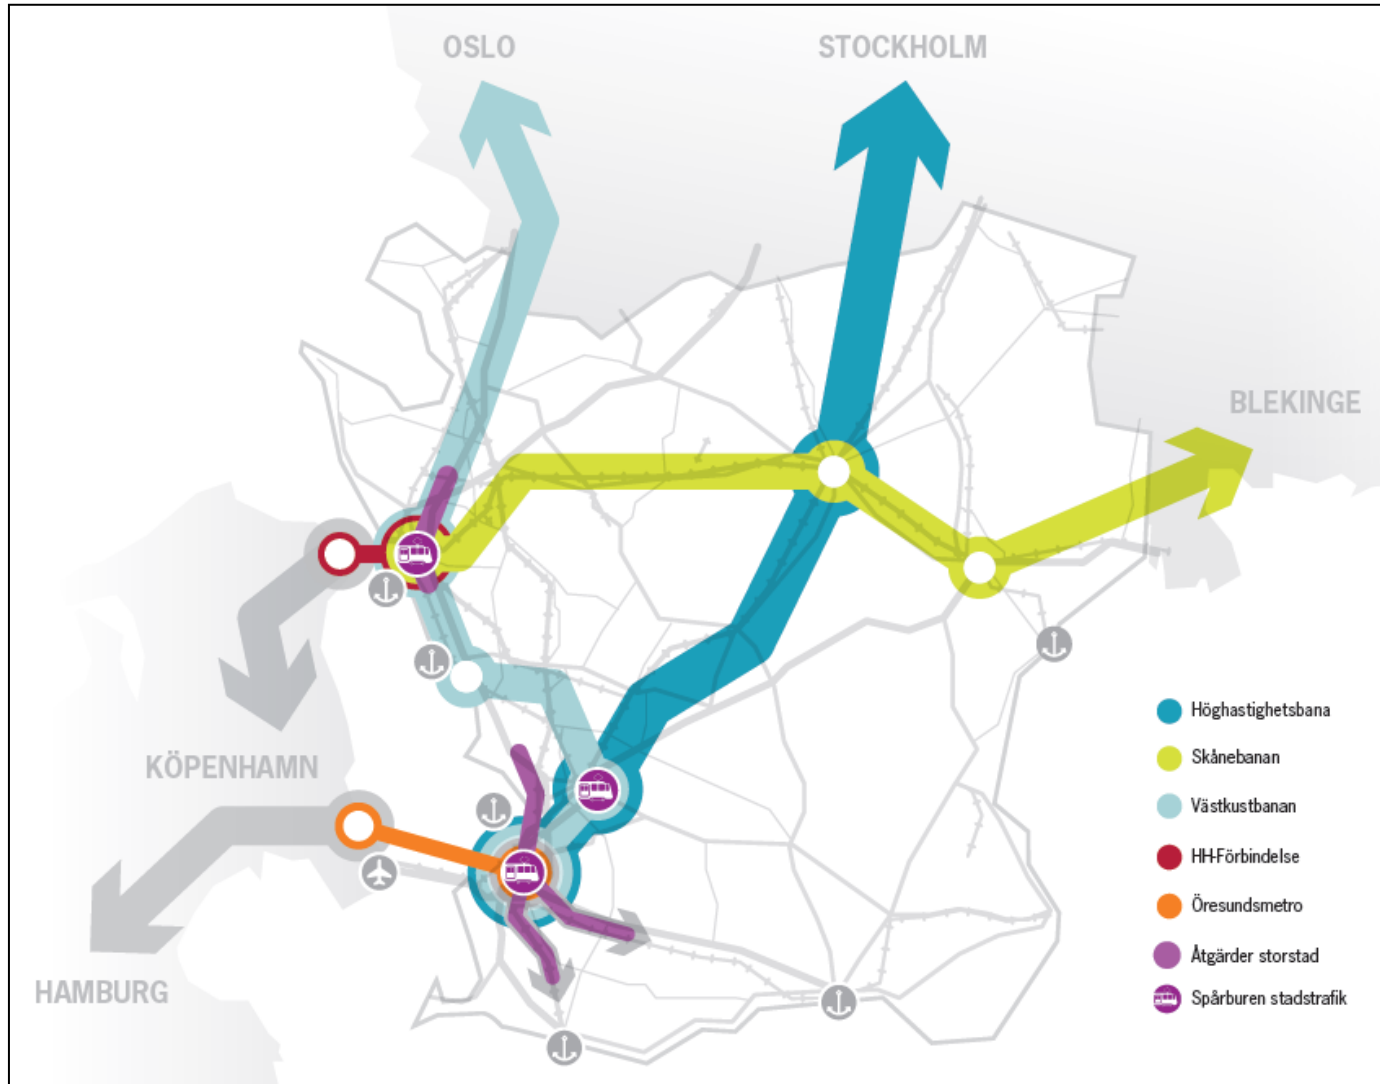 OSLO
STOCKHOLM
BLEKINGE
KÖPENHAMN
HAMBURG
Höghastighetsbana
Skånebanan
Västkustbanan
HH-Förbindelse
Öresundsmetro
Åtgärder storstad
Spårburen stadstrafik